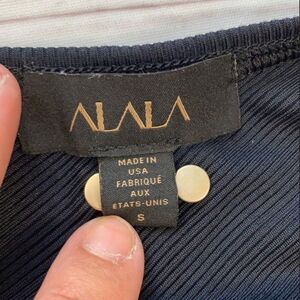 ALALA
MADE IN
USA
FABRIQUÉ
AUX
ÉTATS-UNIS
S